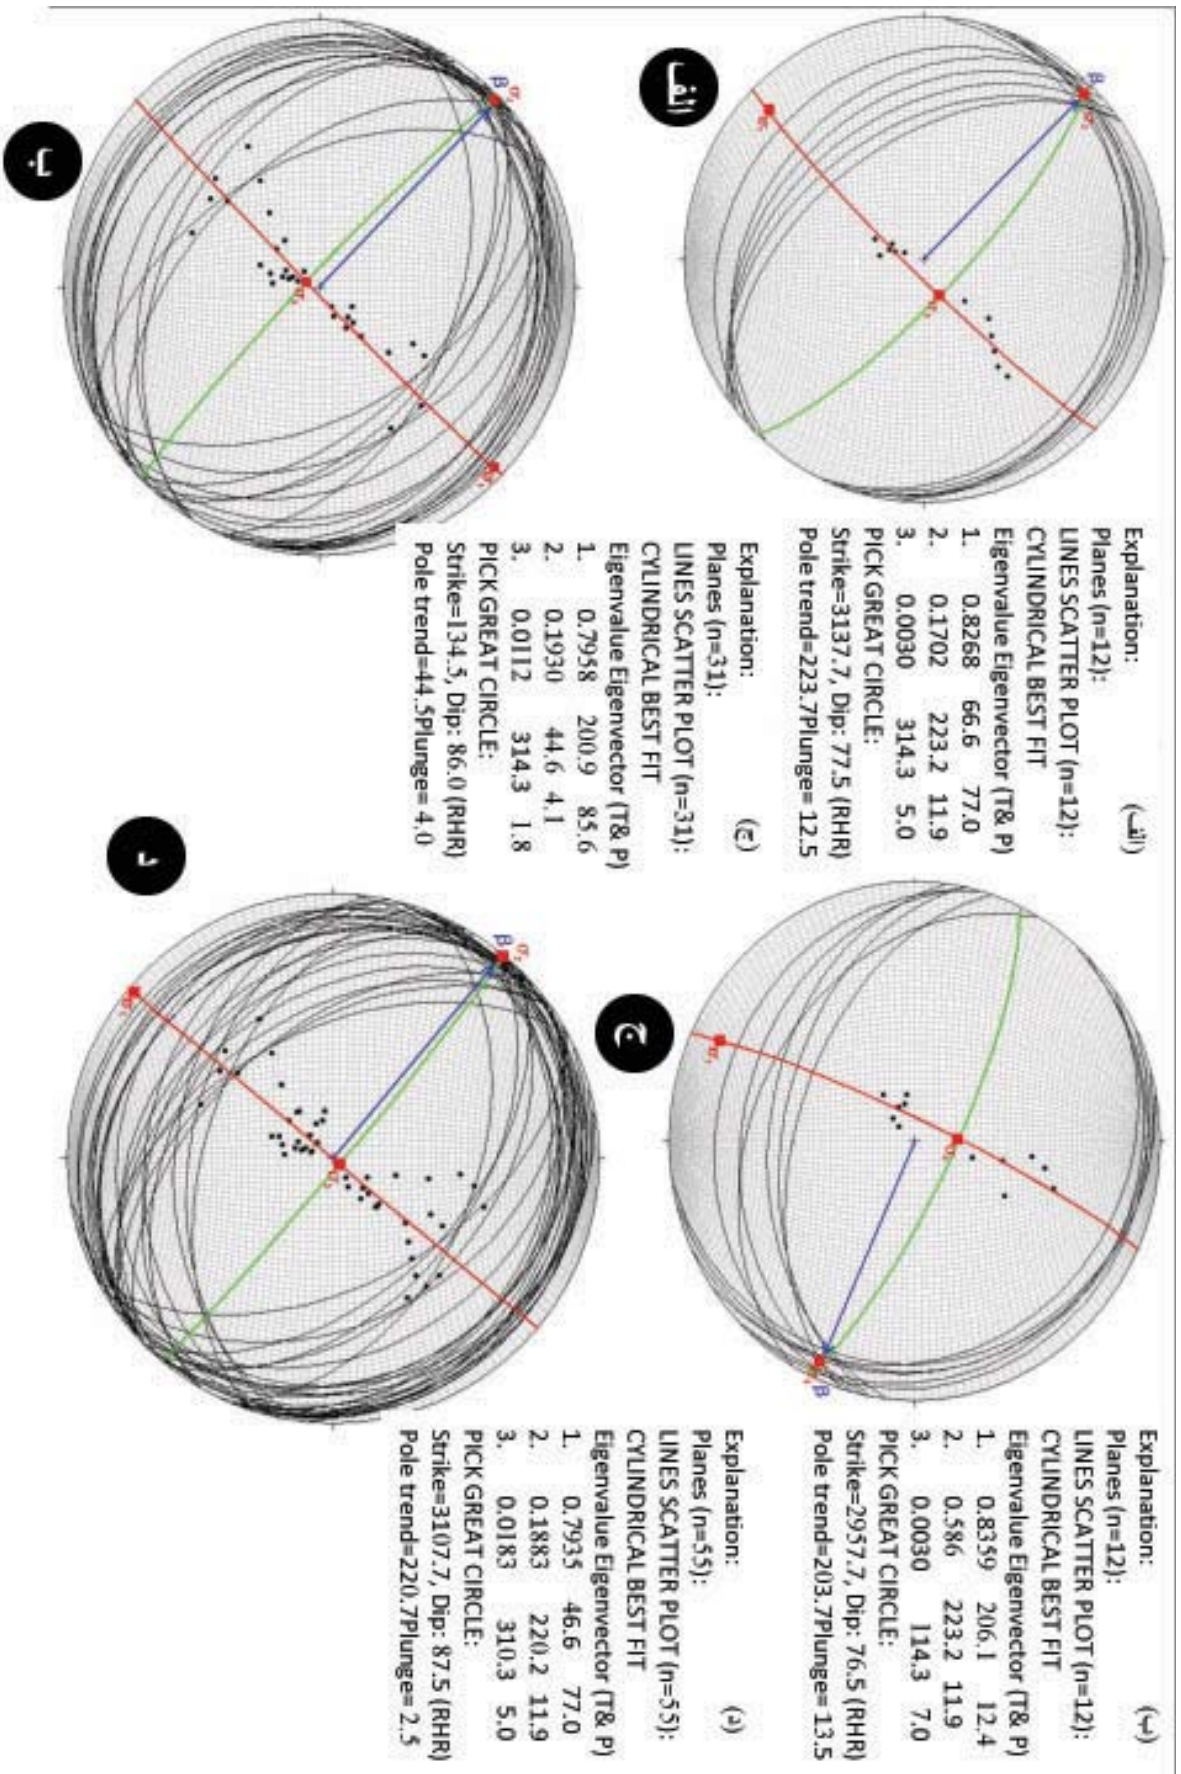 الف
β
σ₁
(الف)
Explanation:
Planes (n=12):
LINES SCATTER PLOT (n=12):
CYLINDRICAL BEST FIT
Eigenvalue Eigenvector (T& P)
1. 0.8268 66.6 77.0
2. 0.1702 223.2 11.9
3. 0.0030 314.3 5.0
PICK GREAT CIRCLE:
Strike=3137.7, Dip: 77.5 (RHR)
Pole trend=223.7Plunge= 12.5
ج
β
σ₁
(ب)
Explanation:
Planes (n=12):
LINES SCATTER PLOT (n=12):
CYLINDRICAL BEST FIT
Eigenvalue Eigenvector (T& P)
1. 0.8359 206.1 12.4
2. 0.586 223.2 11.9
3. 0.0030 114.3 7.0
PICK GREAT CIRCLE:
Strike=2957.7, Dip: 76.5 (RHR)
Pole trend=203.7Plunge= 13.5
ب
β
(ج)
Explanation:
Planes (n=31):
LINES SCATTER PLOT (n=31):
CYLINDRICAL BEST FIT
Eigenvalue Eigenvector (T& P)
1. 0.7958 200.9 85.6
2. 0.1930 44.6 4.1
3. 0.0112 314.3 1.8
PICK GREAT CIRCLE:
Strike=134.5, Dip: 86.0 (RHR)
Pole trend=44.5Plunge= 4.0
د
β
(د)
Explanation:
Planes (n=55):
LINES SCATTER PLOT (n=55):
CYLINDRICAL BEST FIT
Eigenvalue Eigenvector (T& P)
1. 0.7935 46.6 77.0
2. 0.1883 220.2 11.9
3. 0.0183 310.3 5.0
PICK GREAT CIRCLE:
Strike=3107.7, Dip: 87.5 (RHR)
Pole trend=220.7Plunge= 2.5